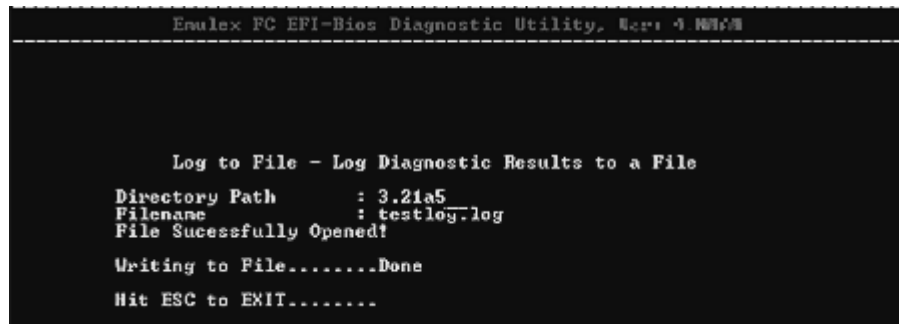 Emulex FC EFI-Bios Diagnostic Utility,
Log to File - Log Diagnostic Results to a File
Directory Path : 3.21a5
Filename : testlog.log
File Sucessfully Opened!
Writing to File........Done
Hit ESC to EXIT........